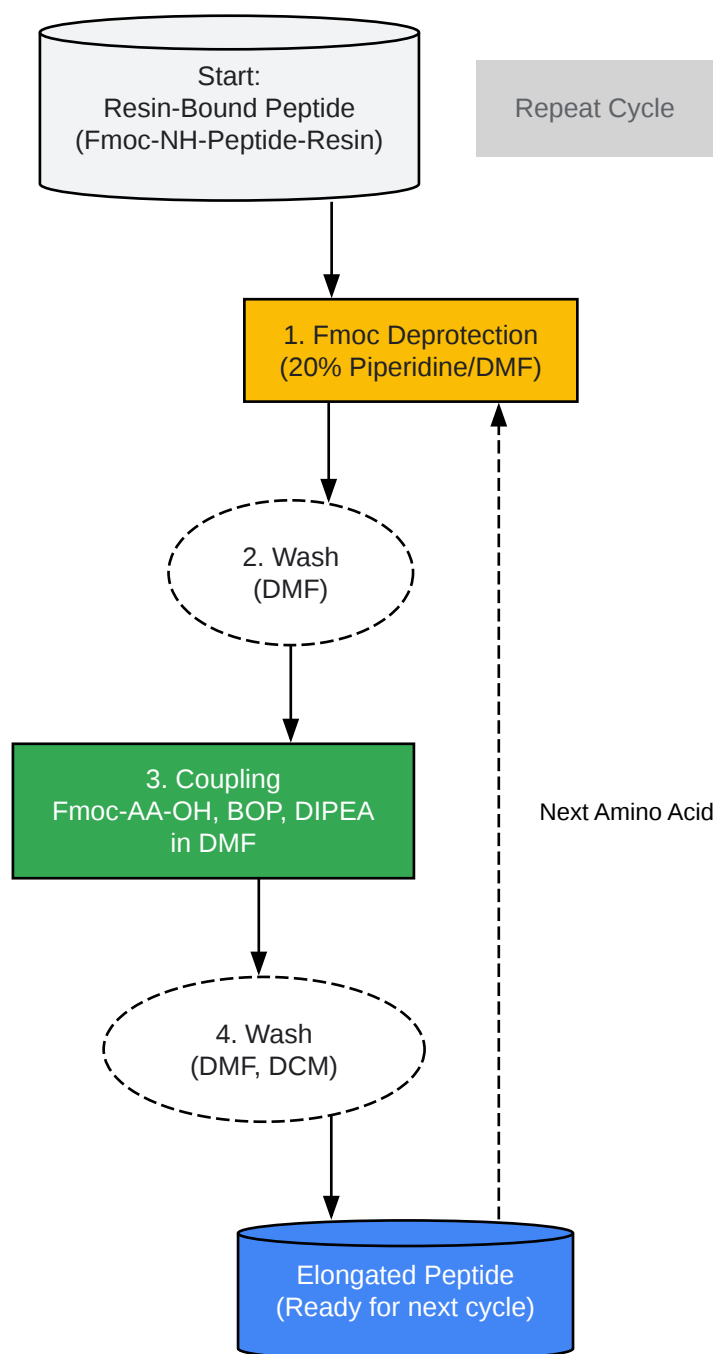 Start:
Resin-Bound Peptide
(Fmoc-NH-Peptide-Resin)
Repeat Cycle
1. Fmoc Deprotection
(20% Piperidine/DMF)
2. Wash
(DMF)
3. Coupling
Fmoc-AA-OH, BOP, DIPEA
in DMF
Next Amino Acid
4. Wash
(DMF, DCM)
Elongated Peptide
(Ready for next cycle)